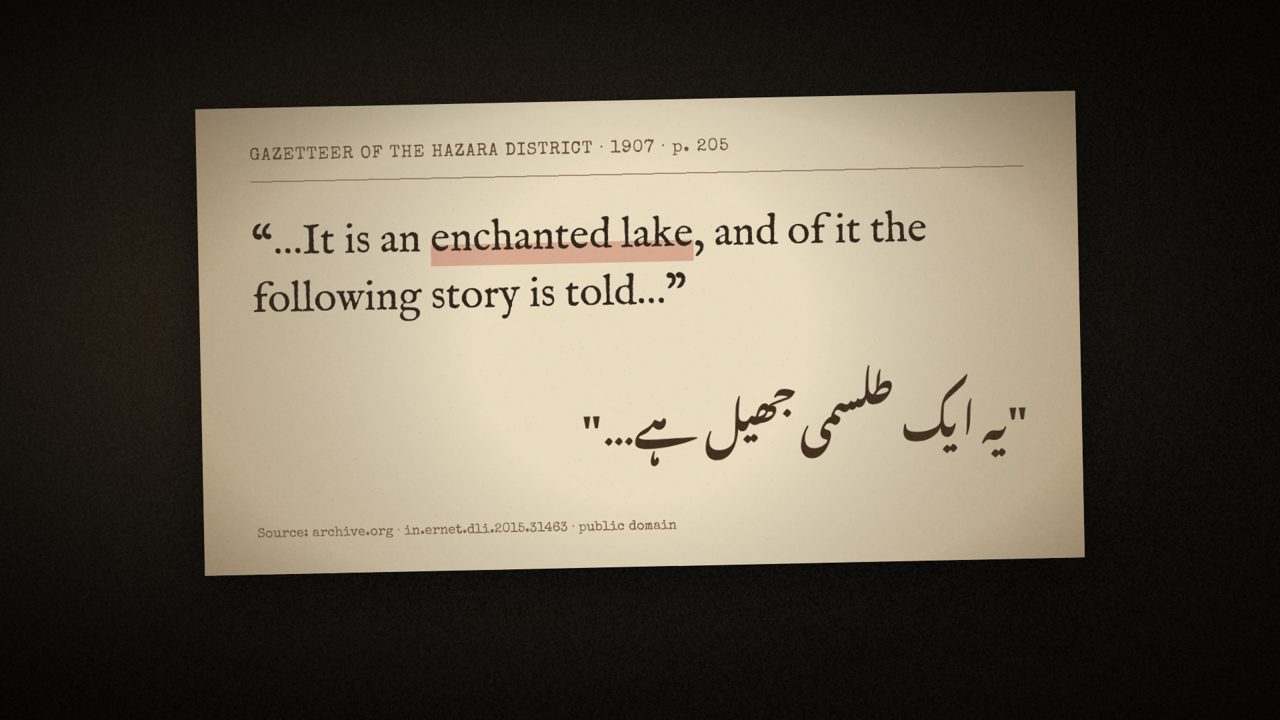 GAZETTEER OF THE HAZARA DISTRICT · 1907 · p. 205
“...It is an enchanted lake, and of it the
following story is told...”
"یہ ایک طلسمی جھیل ہے..."
Source: archive.org · in.ernet.dli.2015.31463 · public domain